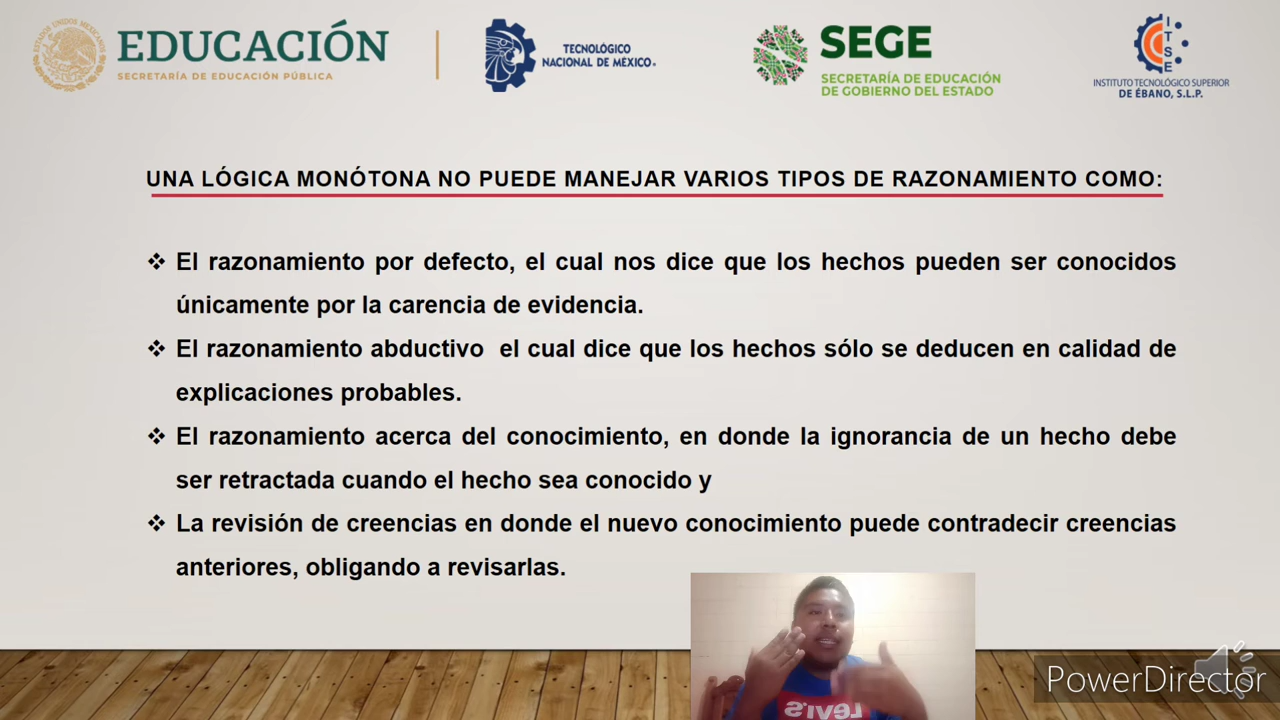 EDUCACIÓN
SECRETARÍA DE EDUCACIÓN PÚBLICA
TECNOLÓGICO
NACIONAL DE MÉXICO
SEGE
SECRETARÍA DE EDUCACIÓN
DE GOBIERNO DEL ESTADO
ITSE
INSTITUTO TECNOLÓGICO SUPERIOR
DE ÉBANO, S.L.P.
UNA LÓGICA MONÓTONA NO PUEDE MANEJAR VARIOS TIPOS DE RAZONAMIENTO COMO:
❖ El razonamiento por defecto, el cual nos dice que los hechos pueden ser conocidos
únicamente por la carencia de evidencia.
❖ El razonamiento abductivo el cual dice que los hechos sólo se deducen en calidad de
explicaciones probables.
❖ El razonamiento acerca del conocimiento, en donde la ignorancia de un hecho debe
ser retractada cuando el hecho sea conocido y
❖ La revisión de creencias en donde el nuevo conocimiento puede contradecir creencias
anteriores, obligando a revisarlas.
LEVI'S
PowerDirector